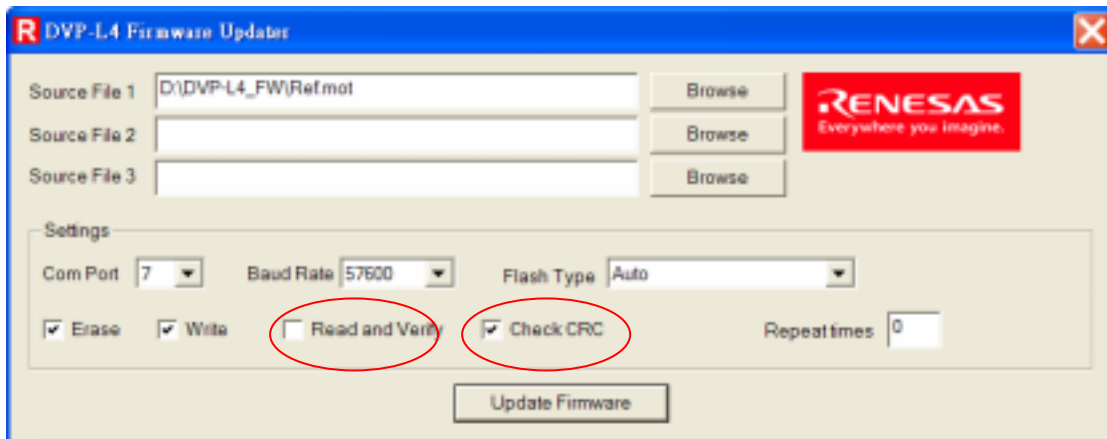 R DVP-L4 Firmware Updater
Source File 1 D:\DVP-L4_FW\Ref.mot Browse
RENESAS
Everywhere you imagine.
Source File 2 Browse
Source File 3 Browse
Settings
Com Port 7 Baud Rate 57600 Flash Type Auto
Erase Write Read and Verify Check CRC Repeat times 0
Update Firmware